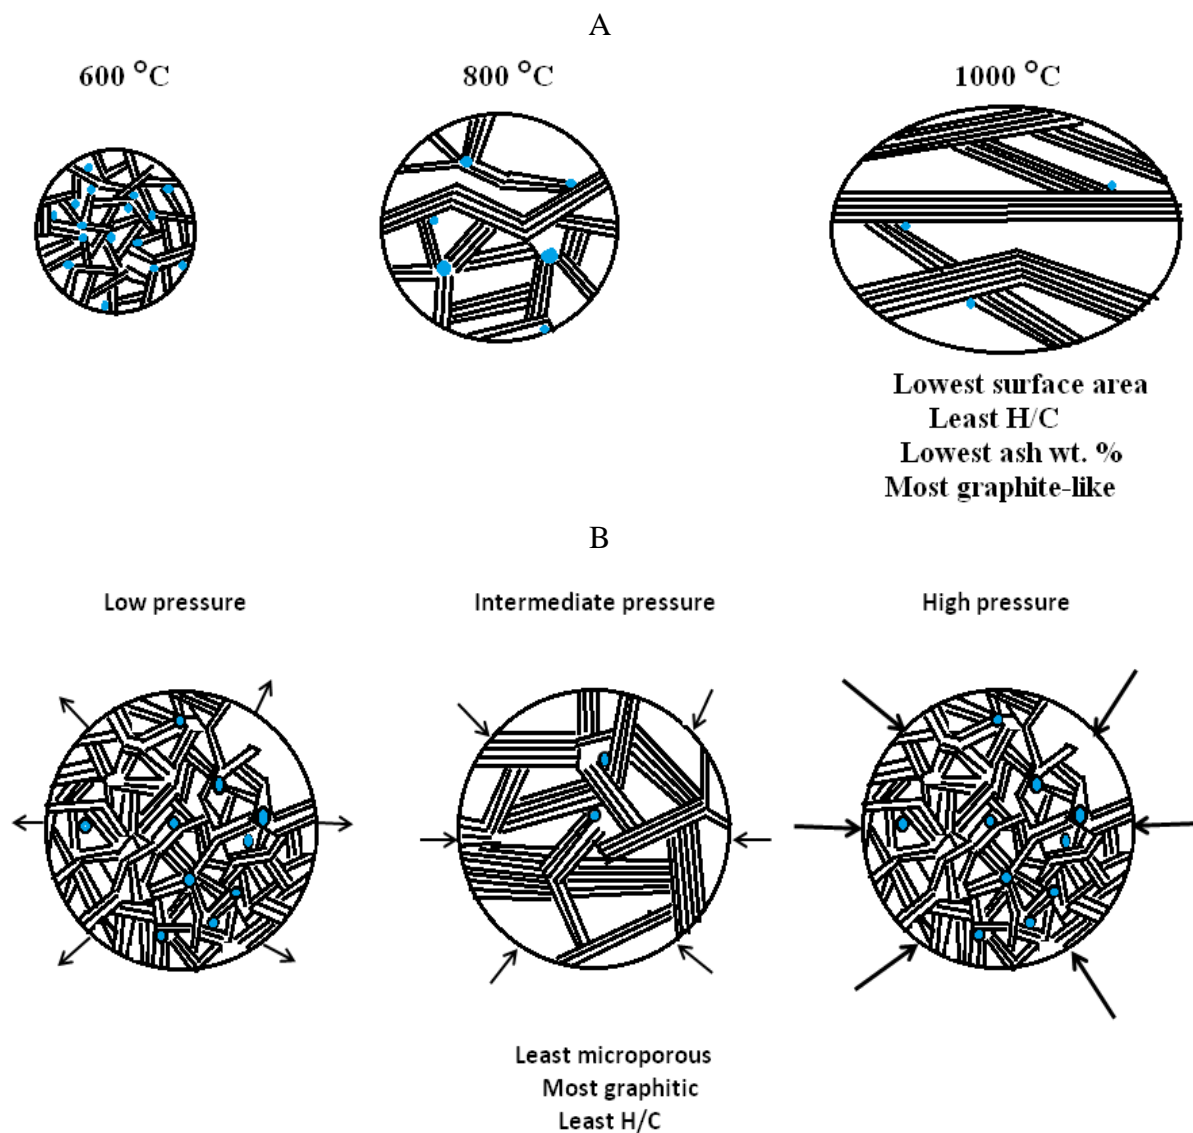 A
600 °C
800 °C
1000 °C
Lowest surface area
Least H/C
Lowest ash wt. %
Most graphite-like
B
Low pressure
Intermediate pressure
High pressure
Least microporous
Most graphitic
Least H/C